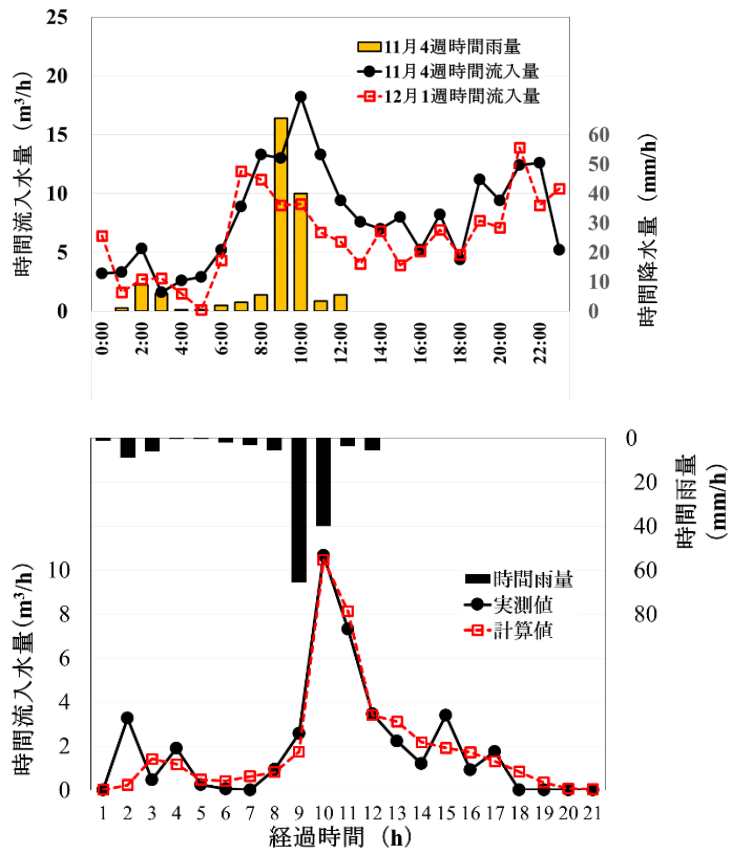 25
20
15
10
5
0
時間流入水量（m³/h）
11月4週時間雨量
11月4週時間流入量
12月1週時間流入量
60
50
40
30
20
10
0
時間降水量（mm/h）
0:00 2:00 4:00 6:00 8:00 10:00 12:00 14:00 16:00 18:00 20:00 22:00
0
20
40
60
80
時間雨量
(mm/h)
10
8
6
4
2
0
時間流入水量(m³/h)
時間雨量
実測値
計算値
1 2 3 4 5 6 7 8 9 10 11 12 13 14 15 16 17 18 19 20 21
経過時間（h）